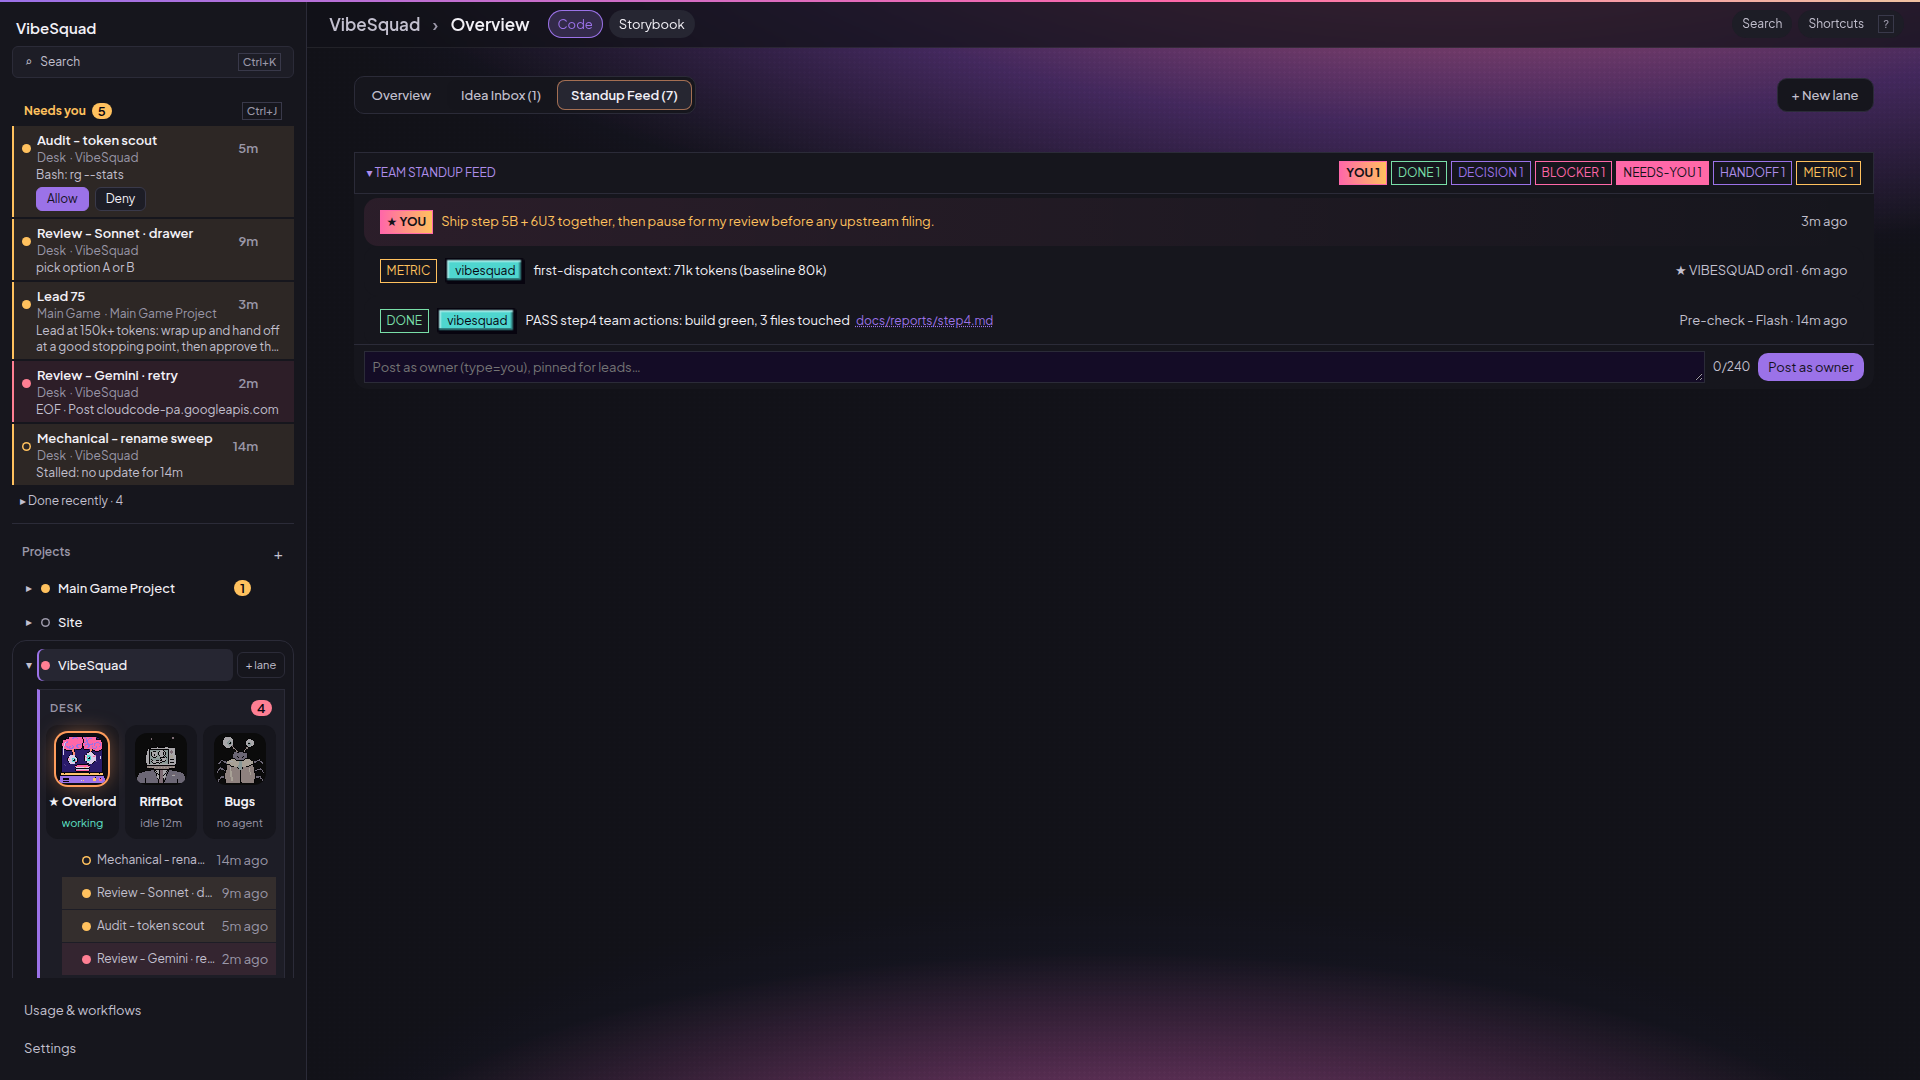 VibeSquad
Search Ctrl+K
Needs you 5 Ctrl+J
Audit - token scout 5m
Desk · VibeSquad
Bash: rg --stats
Allow Deny
Review - Sonnet · drawer 9m
Desk · VibeSquad
pick option A or B
Lead 75 3m
Main Game · Main Game Project
Lead at 150k+ tokens: wrap up and hand off
at a good stopping point, then approve th...
Review - Gemini · retry 2m
Desk · VibeSquad
EOF · Post cloudcode-pa.googleapis.com
Mechanical - rename sweep 14m
Desk · VibeSquad
Stalled: no update for 14m
▸ Done recently · 4
Projects +
▸ Main Game Project 1
▸ Site
▾ VibeSquad + lane
DESK 4
★ Overlord RiffBot Bugs
working idle 12m no agent
Mechanical - rena... 14m ago
Review - Sonnet · d... 9m ago
Audit - token scout 5m ago
Review - Gemini · re... 2m ago
Usage & workflows
Settings
VibeSquad › Overview Code Storybook Search Shortcuts ?
Overview Idea Inbox (1) Standup Feed (7) + New lane
▾ TEAM STANDUP FEED YOU 1 DONE 1 DECISION 1 BLOCKER 1 NEEDS-YOU 1 HANDOFF 1 METRIC 1
★ YOU Ship step 5B + 6U3 together, then pause for my review before any upstream filing. 3m ago
METRIC vibesquad first-dispatch context: 71k tokens (baseline 80k) ★ VIBESQUAD ord1 · 6m ago
DONE vibesquad PASS step4 team actions: build green, 3 files touched docs/reports/step4.md Pre-check - Flash · 14m ago
Post as owner (type=you), pinned for leads... 0/240 Post as owner